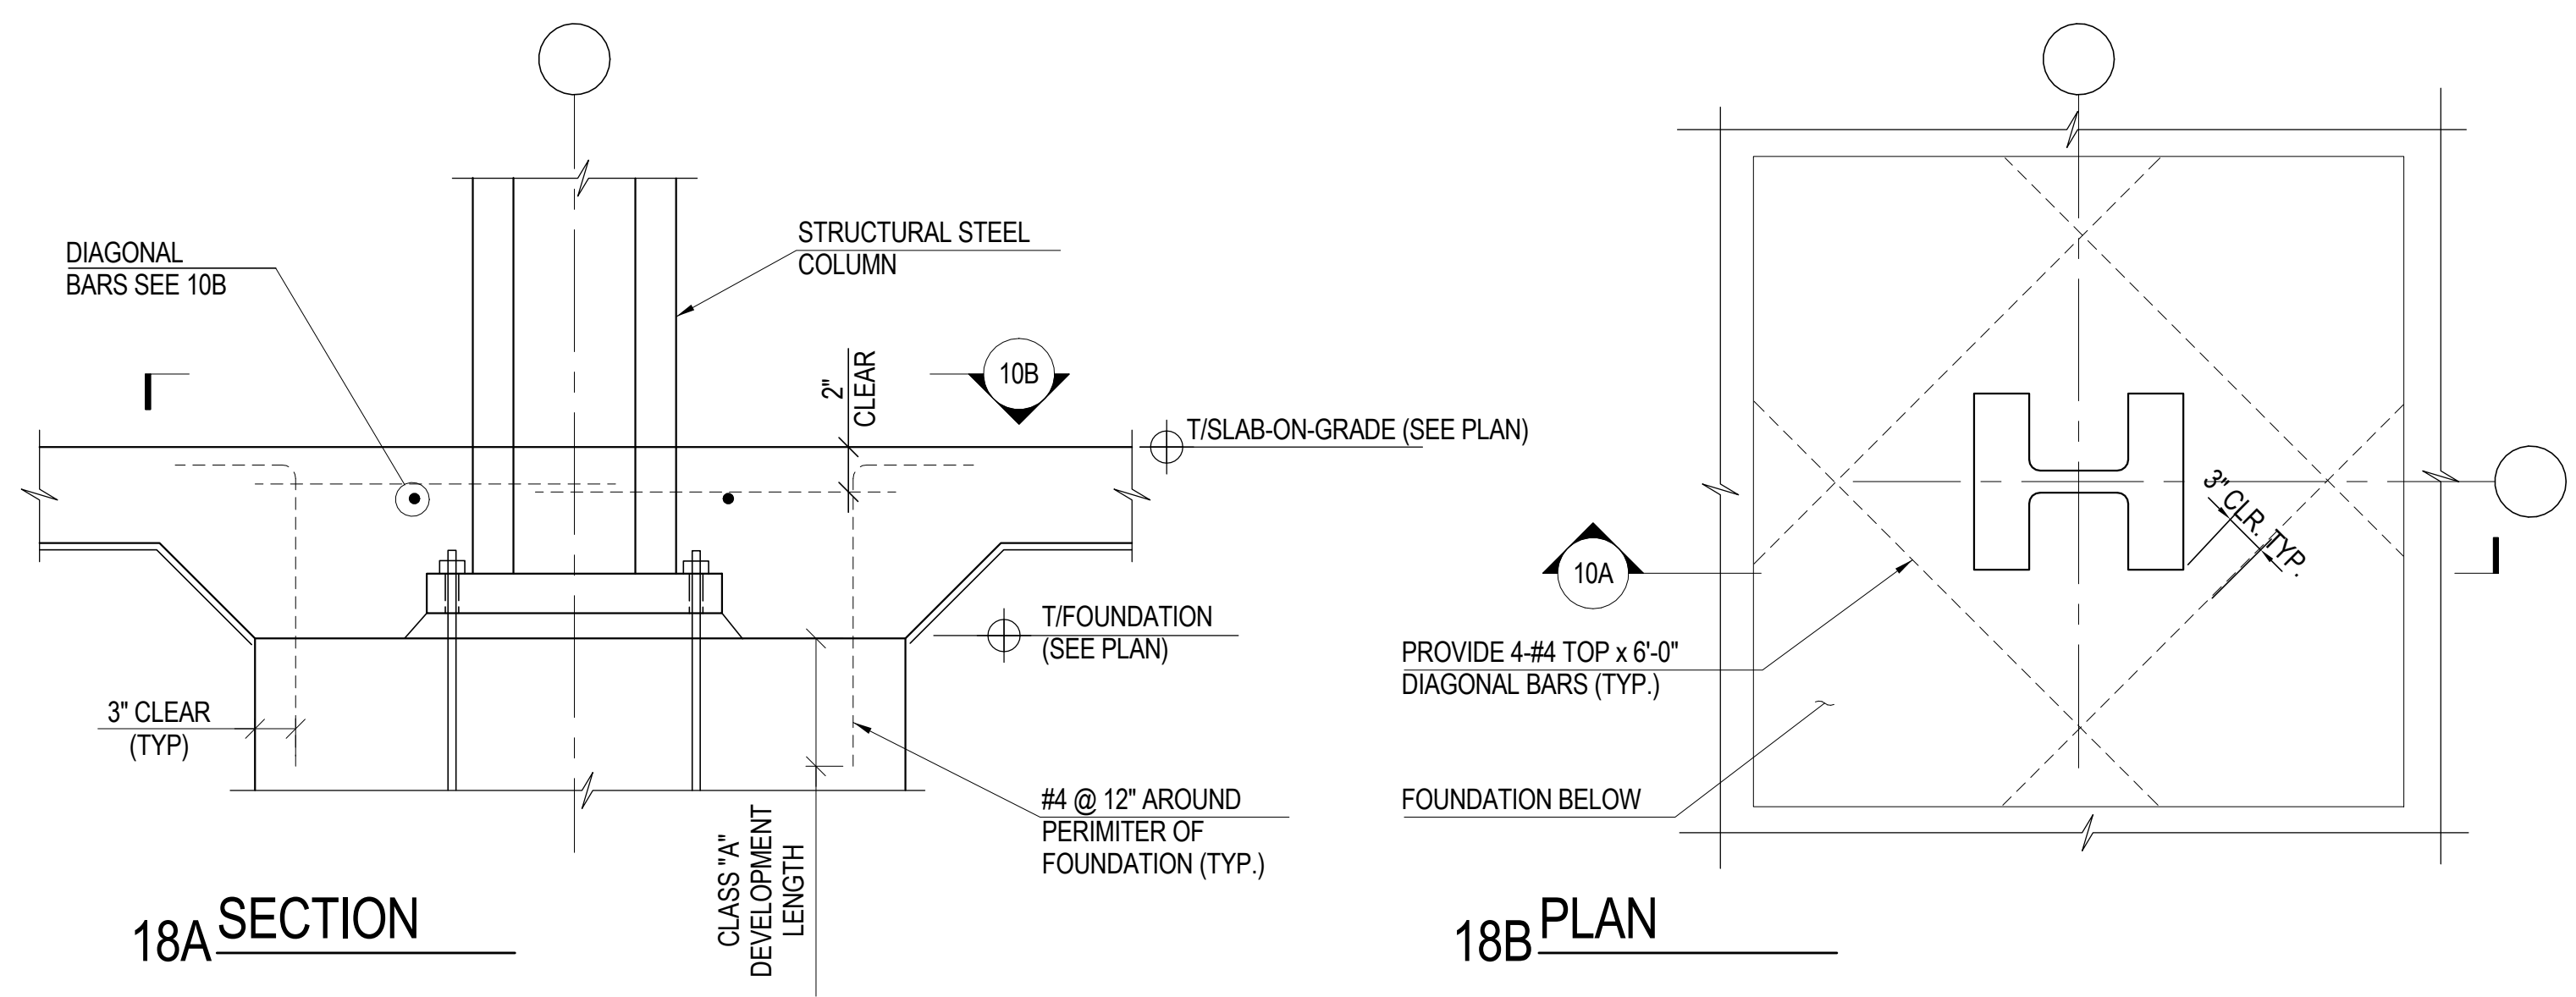 DIAGONAL
BARS SEE 10B
STRUCTURAL STEEL
COLUMN
2"
CLEAR
10B
T/SLAB-ON-GRADE (SEE PLAN)
T/FOUNDATION
(SEE PLAN)
3" CLEAR
(TYP)
#4 @ 12" AROUND
PERIMITER OF
FOUNDATION (TYP.)
CLASS "A"
DEVELOPMENT
LENGTH
18A SECTION
3" CLR. TYP.
10A
PROVIDE 4-#4 TOP x 6'-0"
DIAGONAL BARS (TYP.)
FOUNDATION BELOW
18B PLAN